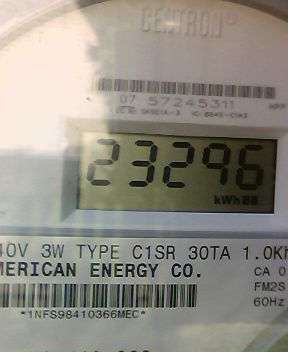 CENTRON®
07 57245311
23296
kWh
40V 3W TYPE C1SR 30TA 1.0Kh
MERICAN ENERGY CO.
CA 0
FM2S
60Hz
*1NFS98410366MEC*